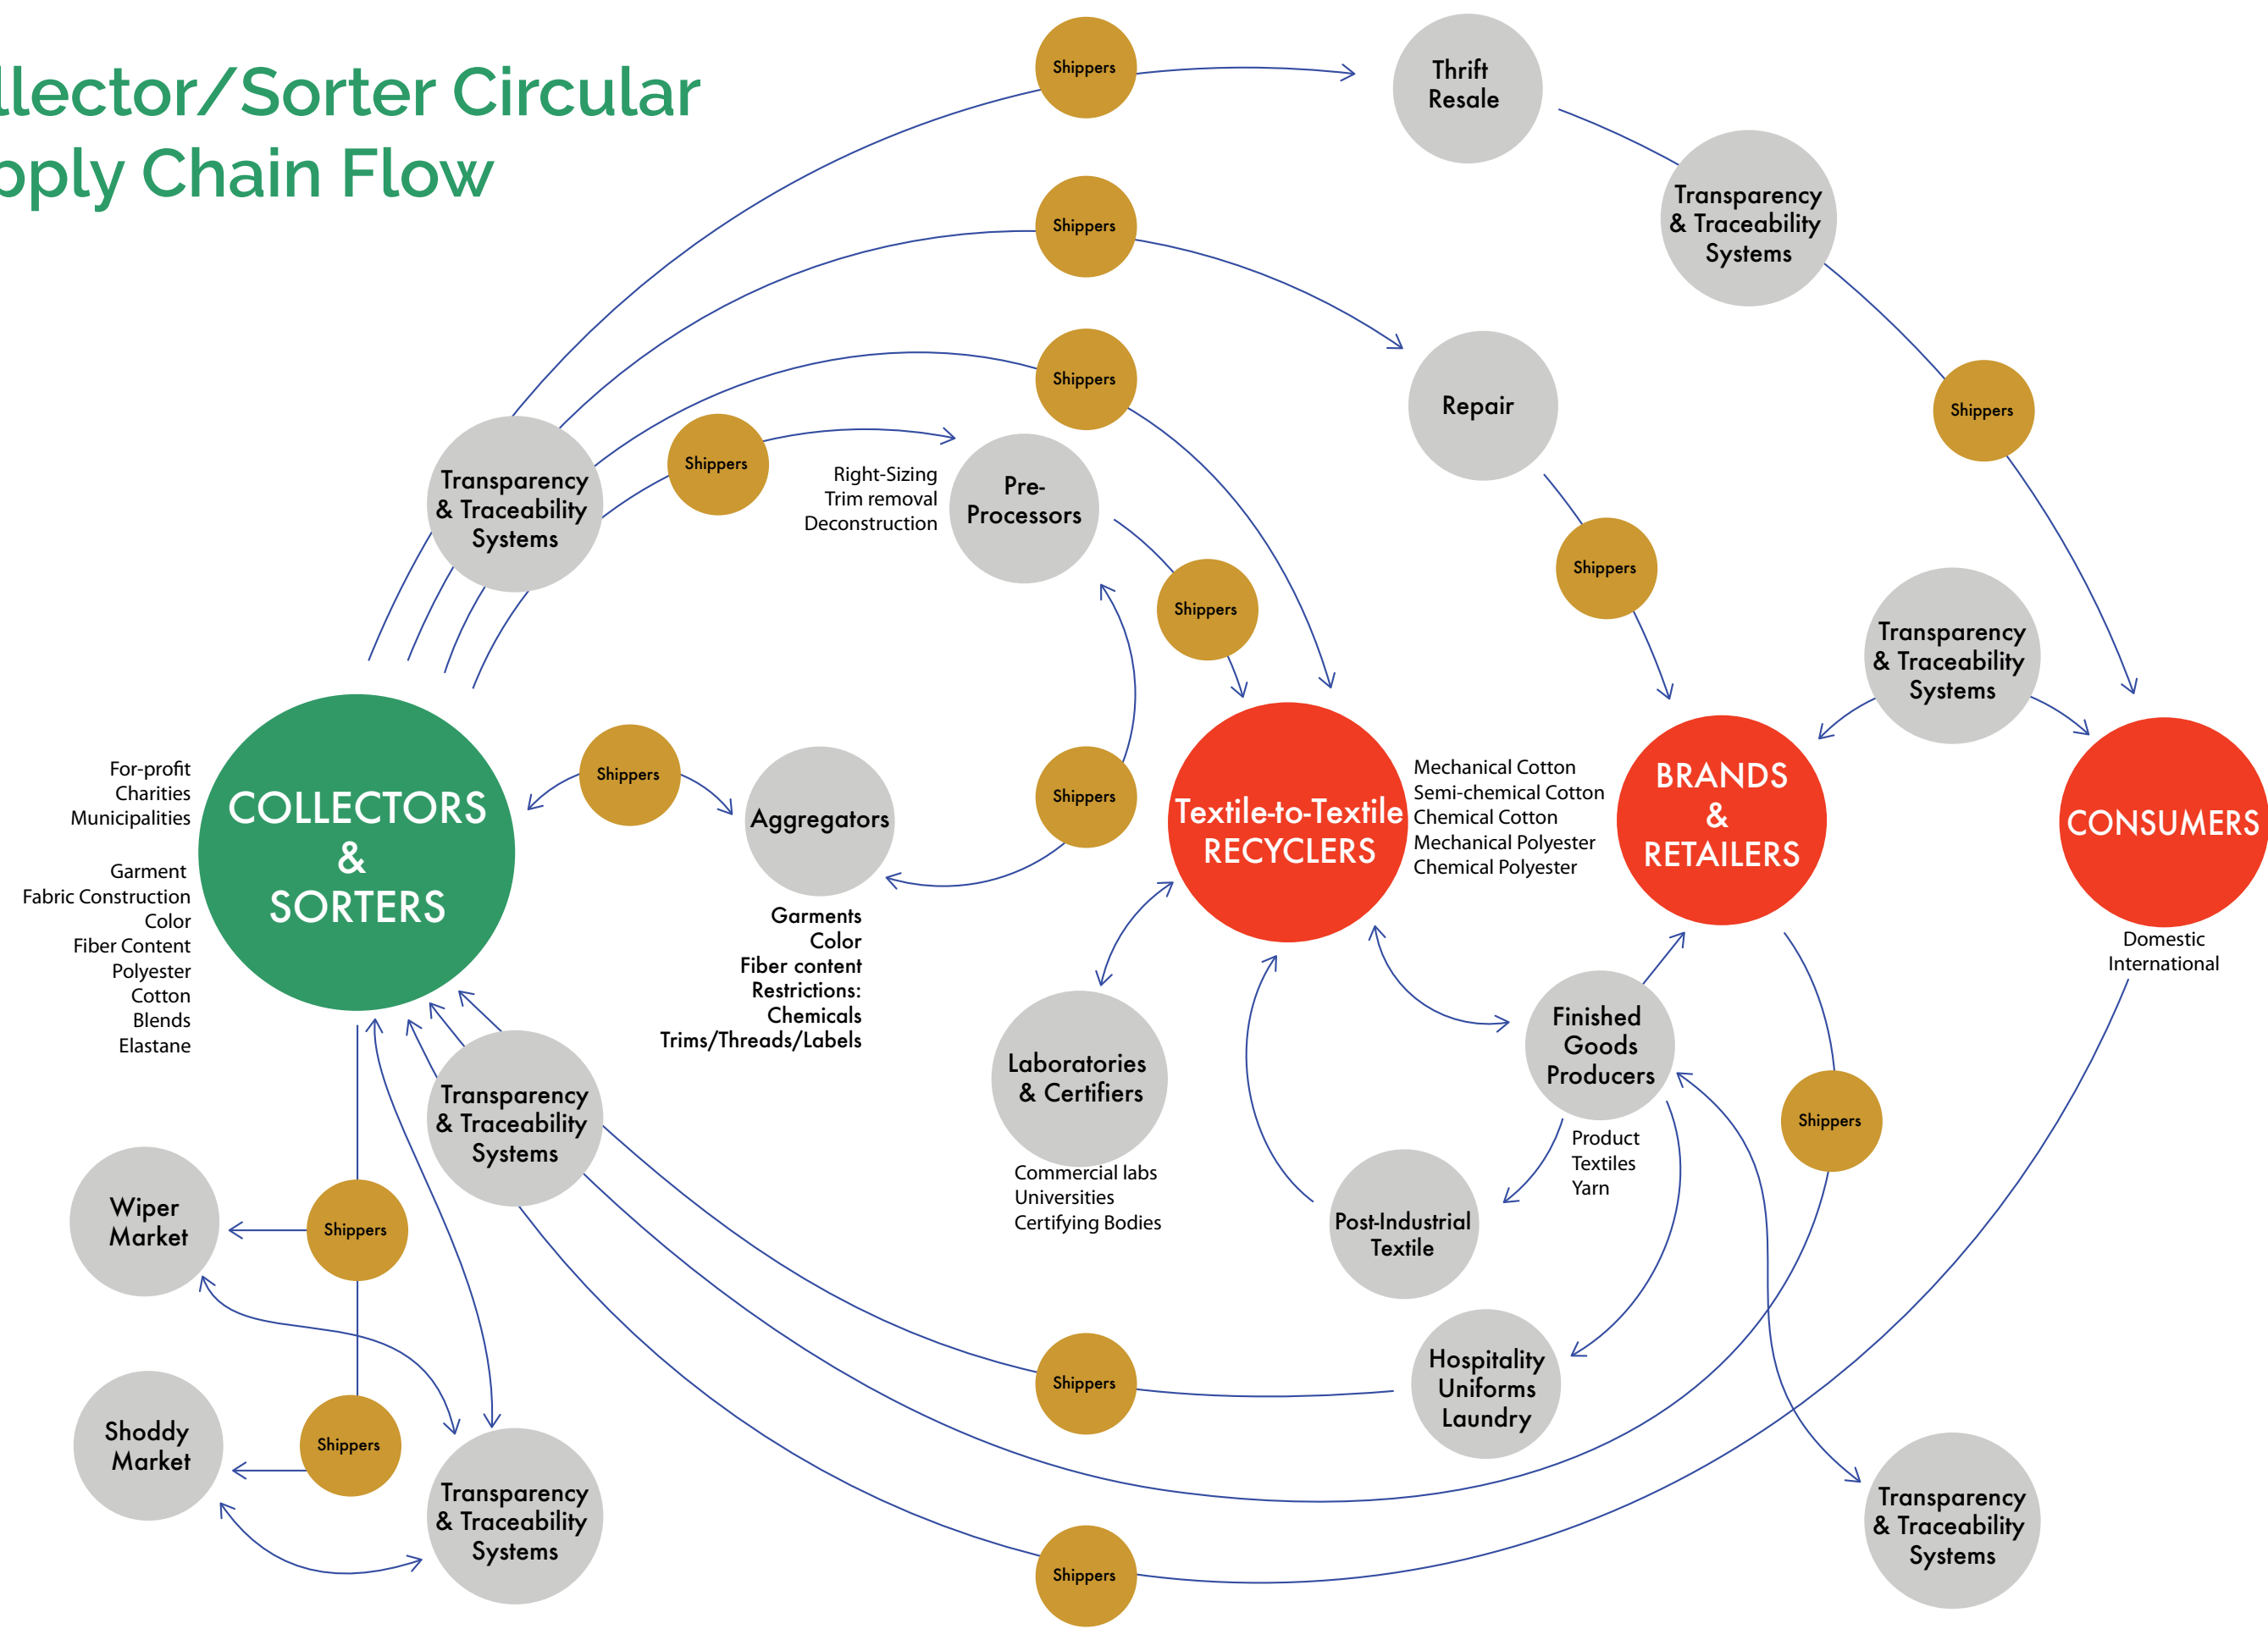 llector/Sorter Circular
pply Chain Flow
Shippers
Thrift
Resale
Transparency
& Traceability
Systems
Shippers
Shippers
Shippers
Repair
Shippers
Transparency
& Traceability
Systems
Shippers
Right-Sizing
Trim removal
Deconstruction
Pre-
Processors
Shippers
Shippers
Transparency
& Traceability
Systems
For-profit
Charities
Municipalities
Garment
Fabric Construction
Color
Fiber Content
Polyester
Cotton
Blends
Elastane
COLLECTORS
&
SORTERS
Shippers
Aggregators
Garments
Color
Fiber content
Restrictions:
Chemicals
Trims/Threads/Labels
Shippers
Textile-to-Textile
RECYCLERS
Mechanical Cotton
Semi-chemical Cotton
Chemical Cotton
Mechanical Polyester
Chemical Polyester
BRANDS
&
RETAILERS
CONSUMERS
Domestic
International
Transparency
& Traceability
Systems
Laboratories
& Certifiers
Commercial labs
Universities
Certifying Bodies
Finished
Goods
Producers
Product
Textiles
Yarn
Shippers
Post-Industrial
Textile
Wiper
Market
Shippers
Hospitality
Uniforms
Laundry
Shippers
Shoddy
Market
Shippers
Transparency
& Traceability
Systems
Shippers
Transparency
& Traceability
Systems